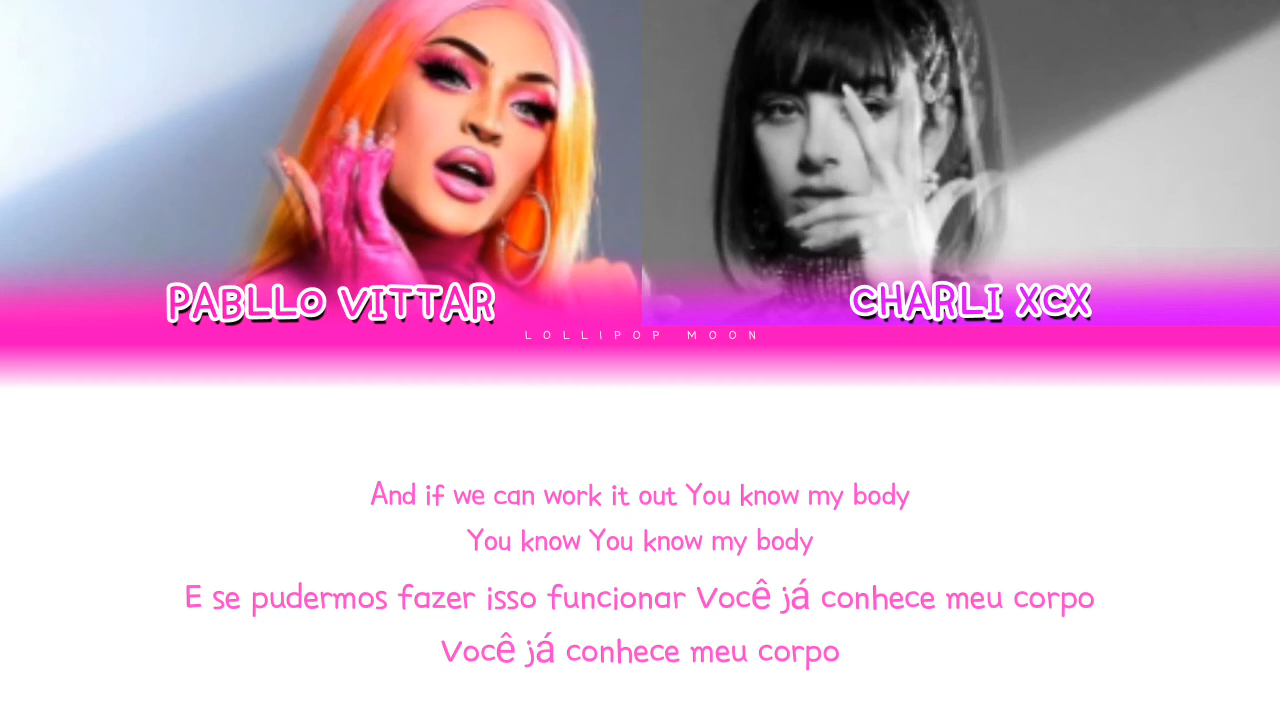 PABLLO VITTAR
CHARLI XCX
LOLLIPOP MOON
And if we can work it out You know my body
You know You know my body
E se pudermos fazer isso funcionar Você já conhece meu corpo
Você já conhece meu corpo